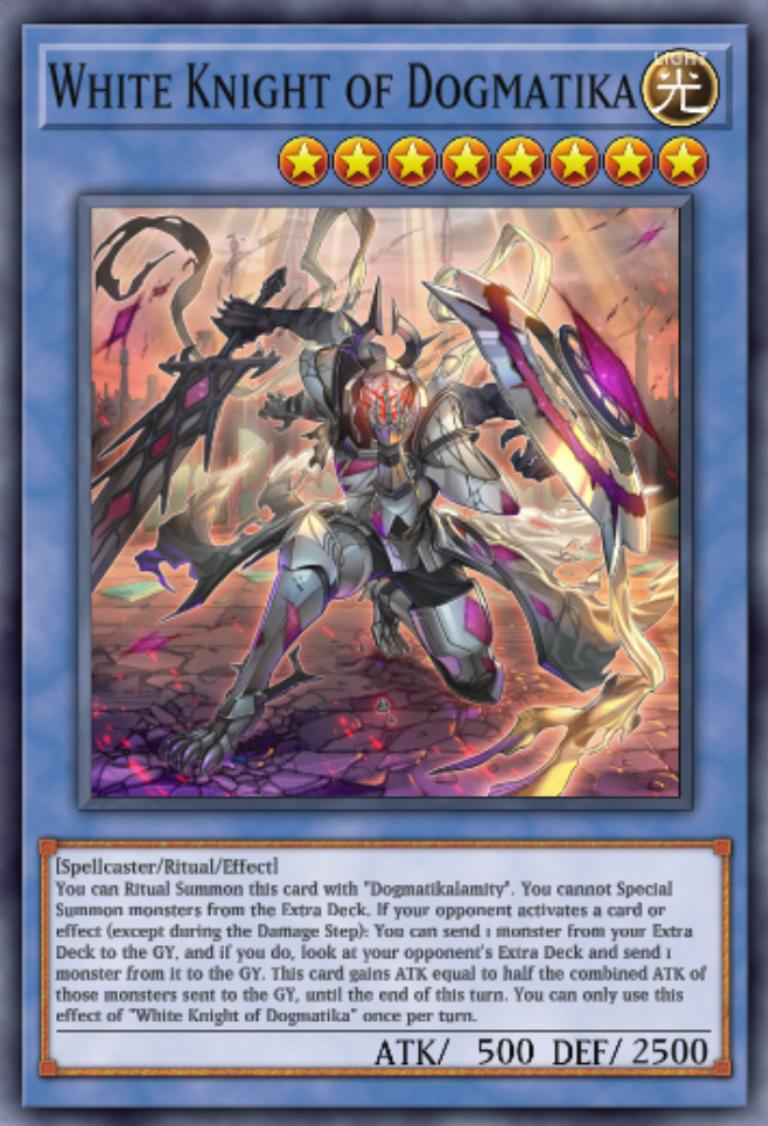 White Knight of Dogmatika
LIGHT
光
[Spellcaster/Ritual/Effect]
You can Ritual Summon this card with "Dogmatikalamity". You cannot Special
Summon monsters from the Extra Deck. If your opponent activates a card or
effect (except during the Damage Step): You can send 1 monster from your Extra
Deck to the GY, and if you do, look at your opponent's Extra Deck and send 1
monster from it to the GY. This card gains ATK equal to half the combined ATK of
those monsters sent to the GY, until the end of this turn. You can only use this
effect of "White Knight of Dogmatika" once per turn.
ATK/ 500 DEF/ 2500